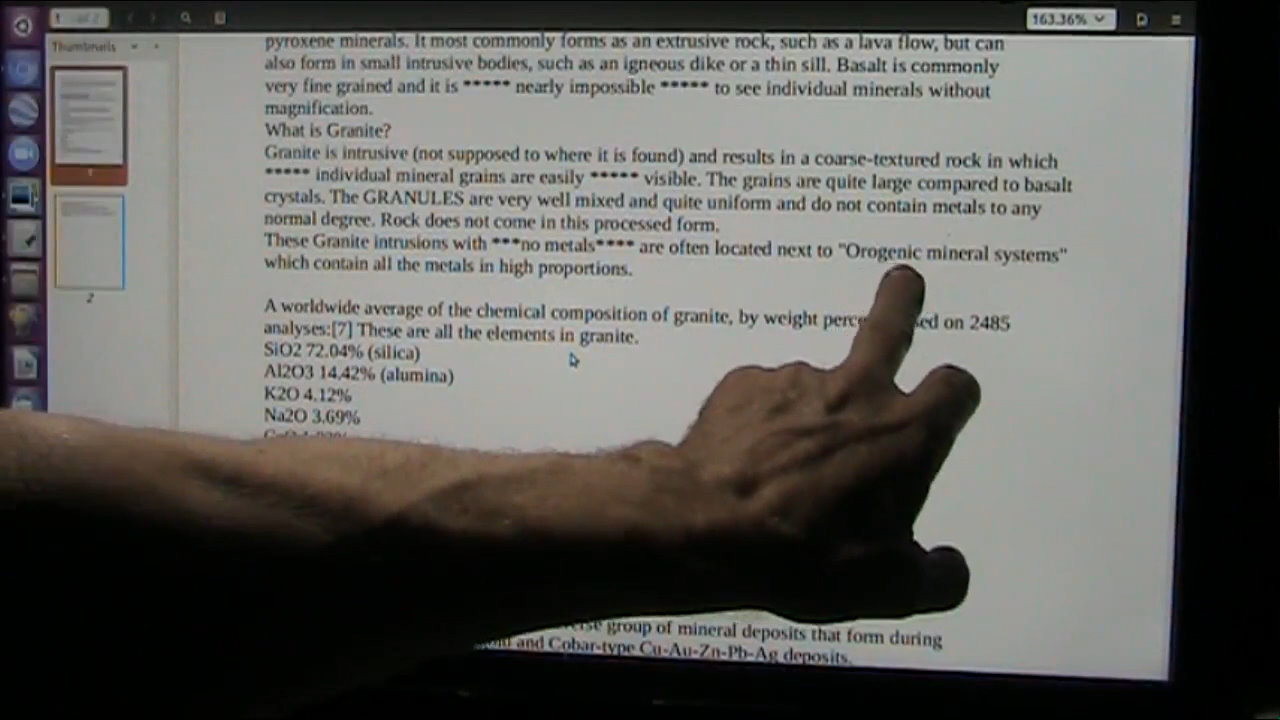 1 of 2
163.36%
Thumbnails
1
2
pyroxene minerals. It most commonly forms as an extrusive rock, such as a lava flow, but can
also form in small intrusive bodies, such as an igneous dike or a thin sill. Basalt is commonly
very fine grained and it is ***** nearly impossible ***** to see individual minerals without
magnification.
What is Granite?
Granite is intrusive (not supposed to where it is found) and results in a coarse-textured rock in which
***** individual mineral grains are easily ***** visible. The grains are quite large compared to basalt
crystals. The GRANULES are very well mixed and quite uniform and do not contain metals to any
normal degree. Rock does not come in this processed form.
These Granite intrusions with ***no metals**** are often located next to "Orogenic mineral systems"
which contain all the metals in high proportions.
A worldwide average of the chemical composition of granite, by weight on 2485
analyses:[7] These are all the elements in granite.
SiO2 72.04% (silica)
Al2O3 14.42% (alumina)
K2O 4.12%
Na2O 3.69%
group of mineral deposits that form during
and Cobar-type Cu-Au-Zn-Pb-Ag deposits.